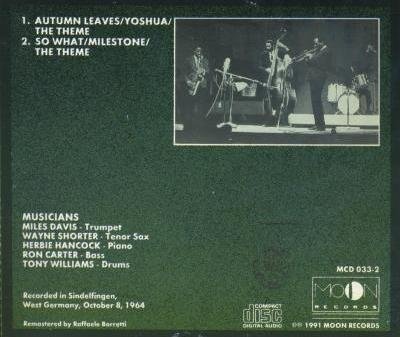 1. AUTUMN LEAVES/YOSHUA/
THE THEME
2. SO WHAT/MILESTONE/
THE THEME
MUSICIANS
MILES DAVIS - Trumpet
WAYNE SHORTER - Tenor Sax
HERBIE HANCOCK - Piano
RON CARTER - Bass
TONY WILLIAMS - Drums
Recorded in Sindelfingen,
West Germany, October 8, 1964
Remastered by Raffaele Borretti
COMPACT
disc
DIGITAL AUDIO
MCD 033-2
MOON
RECORDS
℗© 1991 MOON RECORDS